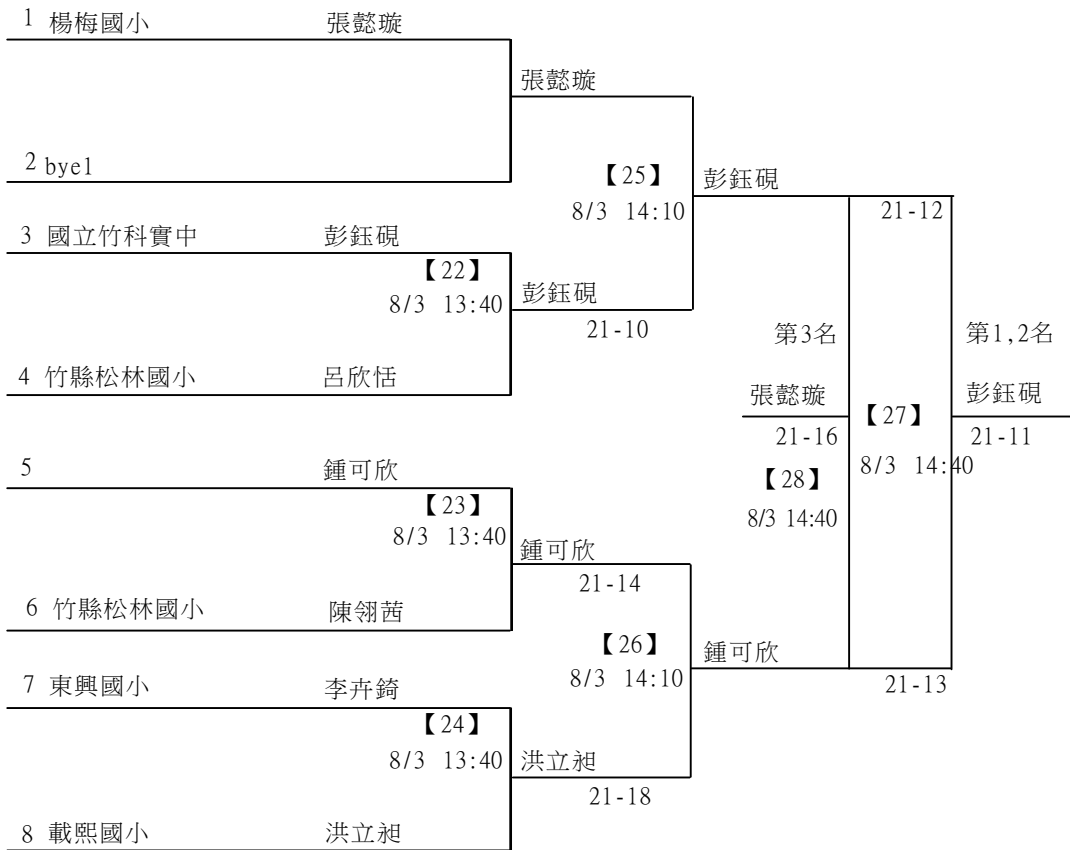 1 楊梅國小 張懿璇
張懿璇
2 bye1
【25】
8/3 14:10
彭鈺硯
21-12
3 國立竹科實中 彭鈺硯
【22】
8/3 13:40
彭鈺硯
21-10
4 竹縣松林國小 呂欣恬
第3名
第1,2名
張懿璇
21-16
【27】
8/3 14:40
彭鈺硯
21-11
【28】
8/3 14:40
5 鍾可欣
【23】
8/3 13:40
鍾可欣
21-14
6 竹縣松林國小 陳翎茜
【26】
8/3 14:10
鍾可欣
21-13
7 東興國小 李卉錡
【24】
8/3 13:40
洪立昶
21-18
8 載熙國小 洪立昶